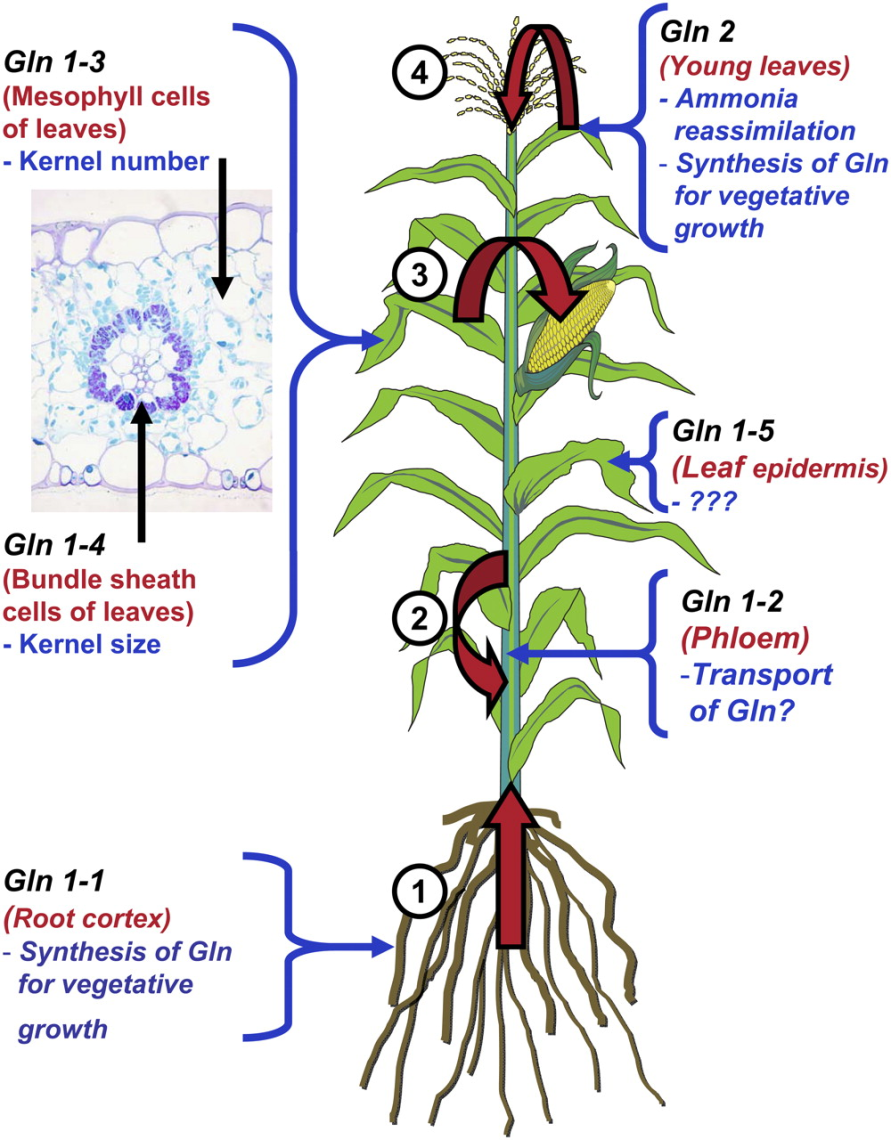 Gln 1-3
(Mesophyll cells
of leaves)
- Kernel number
Gln 1-4
(Bundle sheath
cells of leaves)
- Kernel size
Gln 1-1
(Root cortex)
- Synthesis of Gln
for vegetative
growth
4
3
2
1
Gln 2
(Young leaves)
- Ammonia
reassimilation
- Synthesis of Gln
for vegetative
growth
Gln 1-5
(Leaf epidermis)
- ???
Gln 1-2
(Phloem)
-Transport
of Gln?